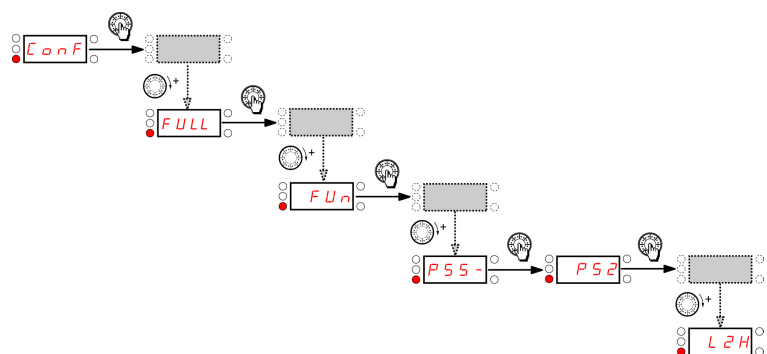 ConF
+
FULL
+
FUn
+
PSS-
PS2
+
L2H